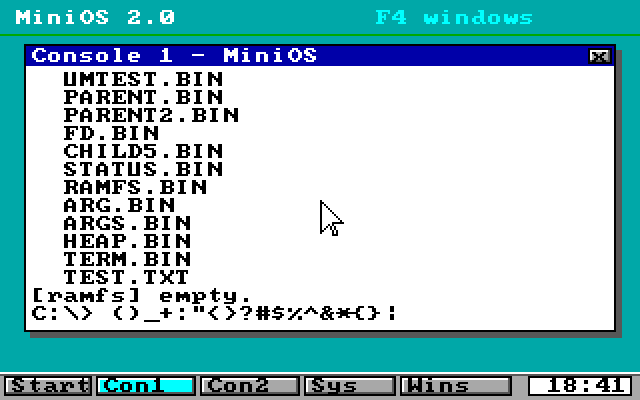 MiniOS 2.0 F4 windows
Console 1 - MiniOS
UMTEST.BIN
PARENT.BIN
PARENT2.BIN
FD.BIN
CHILD5.BIN
STATUS.BIN
RAMFS.BIN
ARG.BIN
ARGS.BIN
HEAP.BIN
TERM.BIN
TEST.TXT
[ramfs] empty.
C:\> ()_+:"<>?#$%^&*{}|
Start Con1 Con2 Sys Wins 18:41